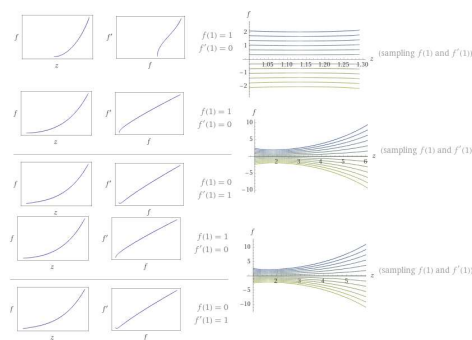 f
z
f'
f
f(1) = 1
f'(1) = 0
f
2
1
-1
-2
1.05 1.10 1.15 1.20 1.25 1.30
z
(sampling f(1) and f'(1))
f
z
f'
f
f(1) = 1
f'(1) = 0
f
10
5
-5
-10
2 3 4 5 6
z
(sampling f(1) and f'(1)
f
z
f'
f
f(1) = 0
f'(1) = 1
f
z
f'
f
f(1) = 1
f'(1) = 0
f
10
5
-5
-10
2 3 4 5
z
(sampling f(1) and f'(1)
f
z
f'
f
f(1) = 0
f'(1) = 1